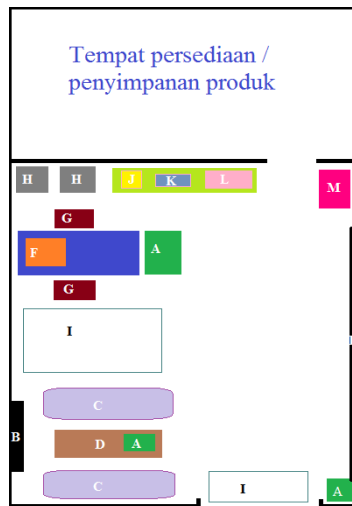 Tempat persediaan /
penyimpanan produk
H H J K L
M
G
F A
G
I
C
B D A
C
I A